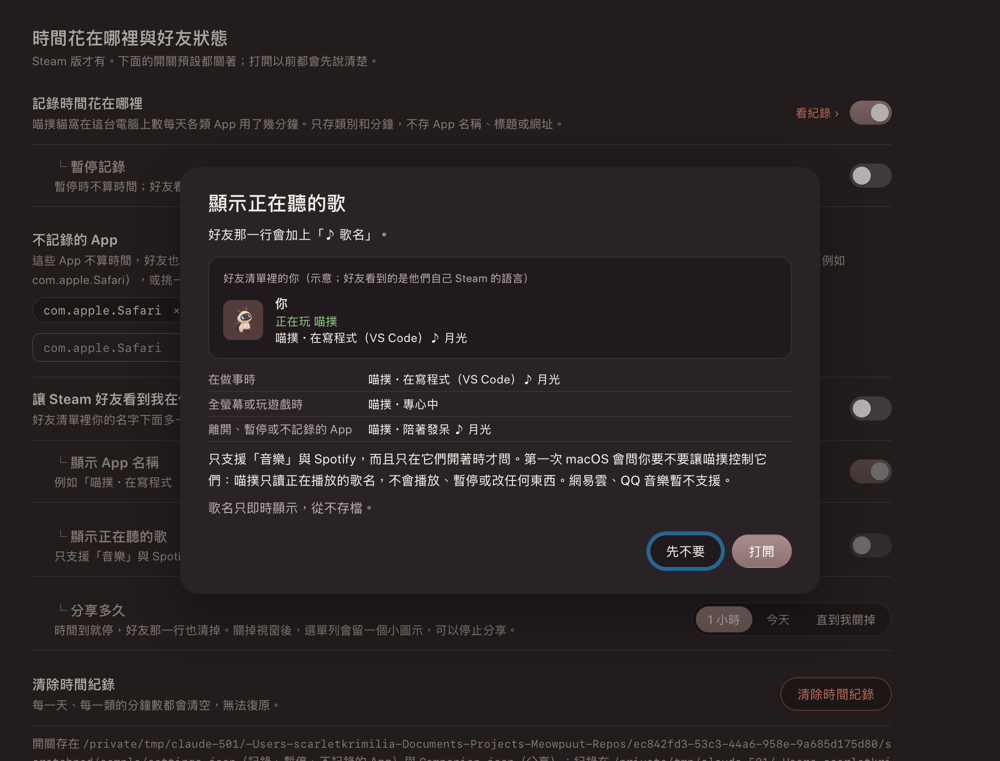 時間花在哪裡與好友狀態
Steam 版才有。下面的開關預設都關著；打開以前都會先說清楚。
記錄時間花在哪裡
看紀錄 ›
喵撲貓窩在這台電腦上數每天各類 App 用了幾分鐘。只存類別和分鐘，不存 App 名稱、標題或網址。
└ 暫停記錄
暫停時不算時間；好友看
不記錄的 App
這些 App 不算時間，好友也
例如
com.apple.Safari），或挑一
com.apple.Safari ×
com.apple.Safari
讓 Steam 好友看到我在
好友清單裡你的名字下面多一
└ 顯示 App 名稱
例如「喵撲・在寫程式
└ 顯示正在聽的歌
只支援「音樂」與 Spoti
顯示正在聽的歌
好友那一行會加上「♪ 歌名」。
好友清單裡的你（示意；好友看到的是他們自己 Steam 的語言）
你
正在玩 喵撲
喵撲・在寫程式（VS Code）♪ 月光
在做事時 喵撲・在寫程式（VS Code）♪ 月光
全螢幕或玩遊戲時 喵撲・專心中
離開、暫停或不記錄的 App 喵撲・陪著發呆 ♪ 月光
只支援「音樂」與 Spotify，而且只在它們開著時才問。第一次 macOS 會問你要不要讓喵撲控制它
們：喵撲只讀正在播放的歌名，不會播放、暫停或改任何東西。網易雲、QQ 音樂暫不支援。
歌名只即時顯示，從不存檔。
先不要 打開
└ 分享多久
時間到就停，好友那一行也清掉。關掉視窗後，選單列會留一個小圖示，可以停止分享。
1 小時 今天 直到我關掉
清除時間紀錄
每一天、每一類的分鐘數都會清空，無法復原。
清除時間紀錄
開關存在 /private/tmp/claude-501/-Users-scarletkrimilia-Documents-Projects-Meowpuut-Repos/ec842fd3-53c3-44a6-958e-9a685d175d80/s